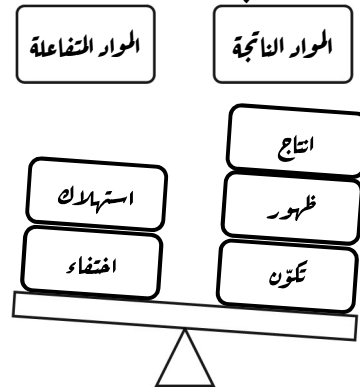 المواد الناتجة
المواد المتفاعلة
انتاج
ظهور
تكوّن
استهلاك
اختفاء